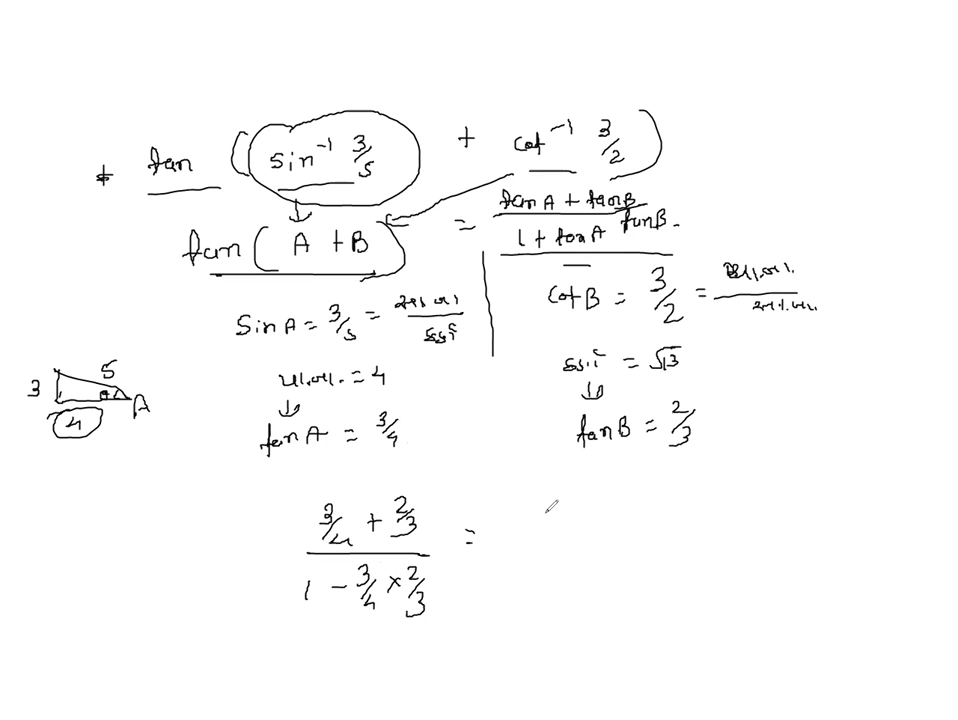 * tan ( sin⁻¹ 3/5 + cot⁻¹ 3/2 )
tan ( A + B ) = tan A + tan B / 1 + tan A tan B
Sin A = 3/5 =
Cot B = 3/2 =
= 4
= √13
tan A = 3/4
tan B = 2/3
3 5 4 A
3/4 + 2/3 / 1 - 3/4 × 2/3 =